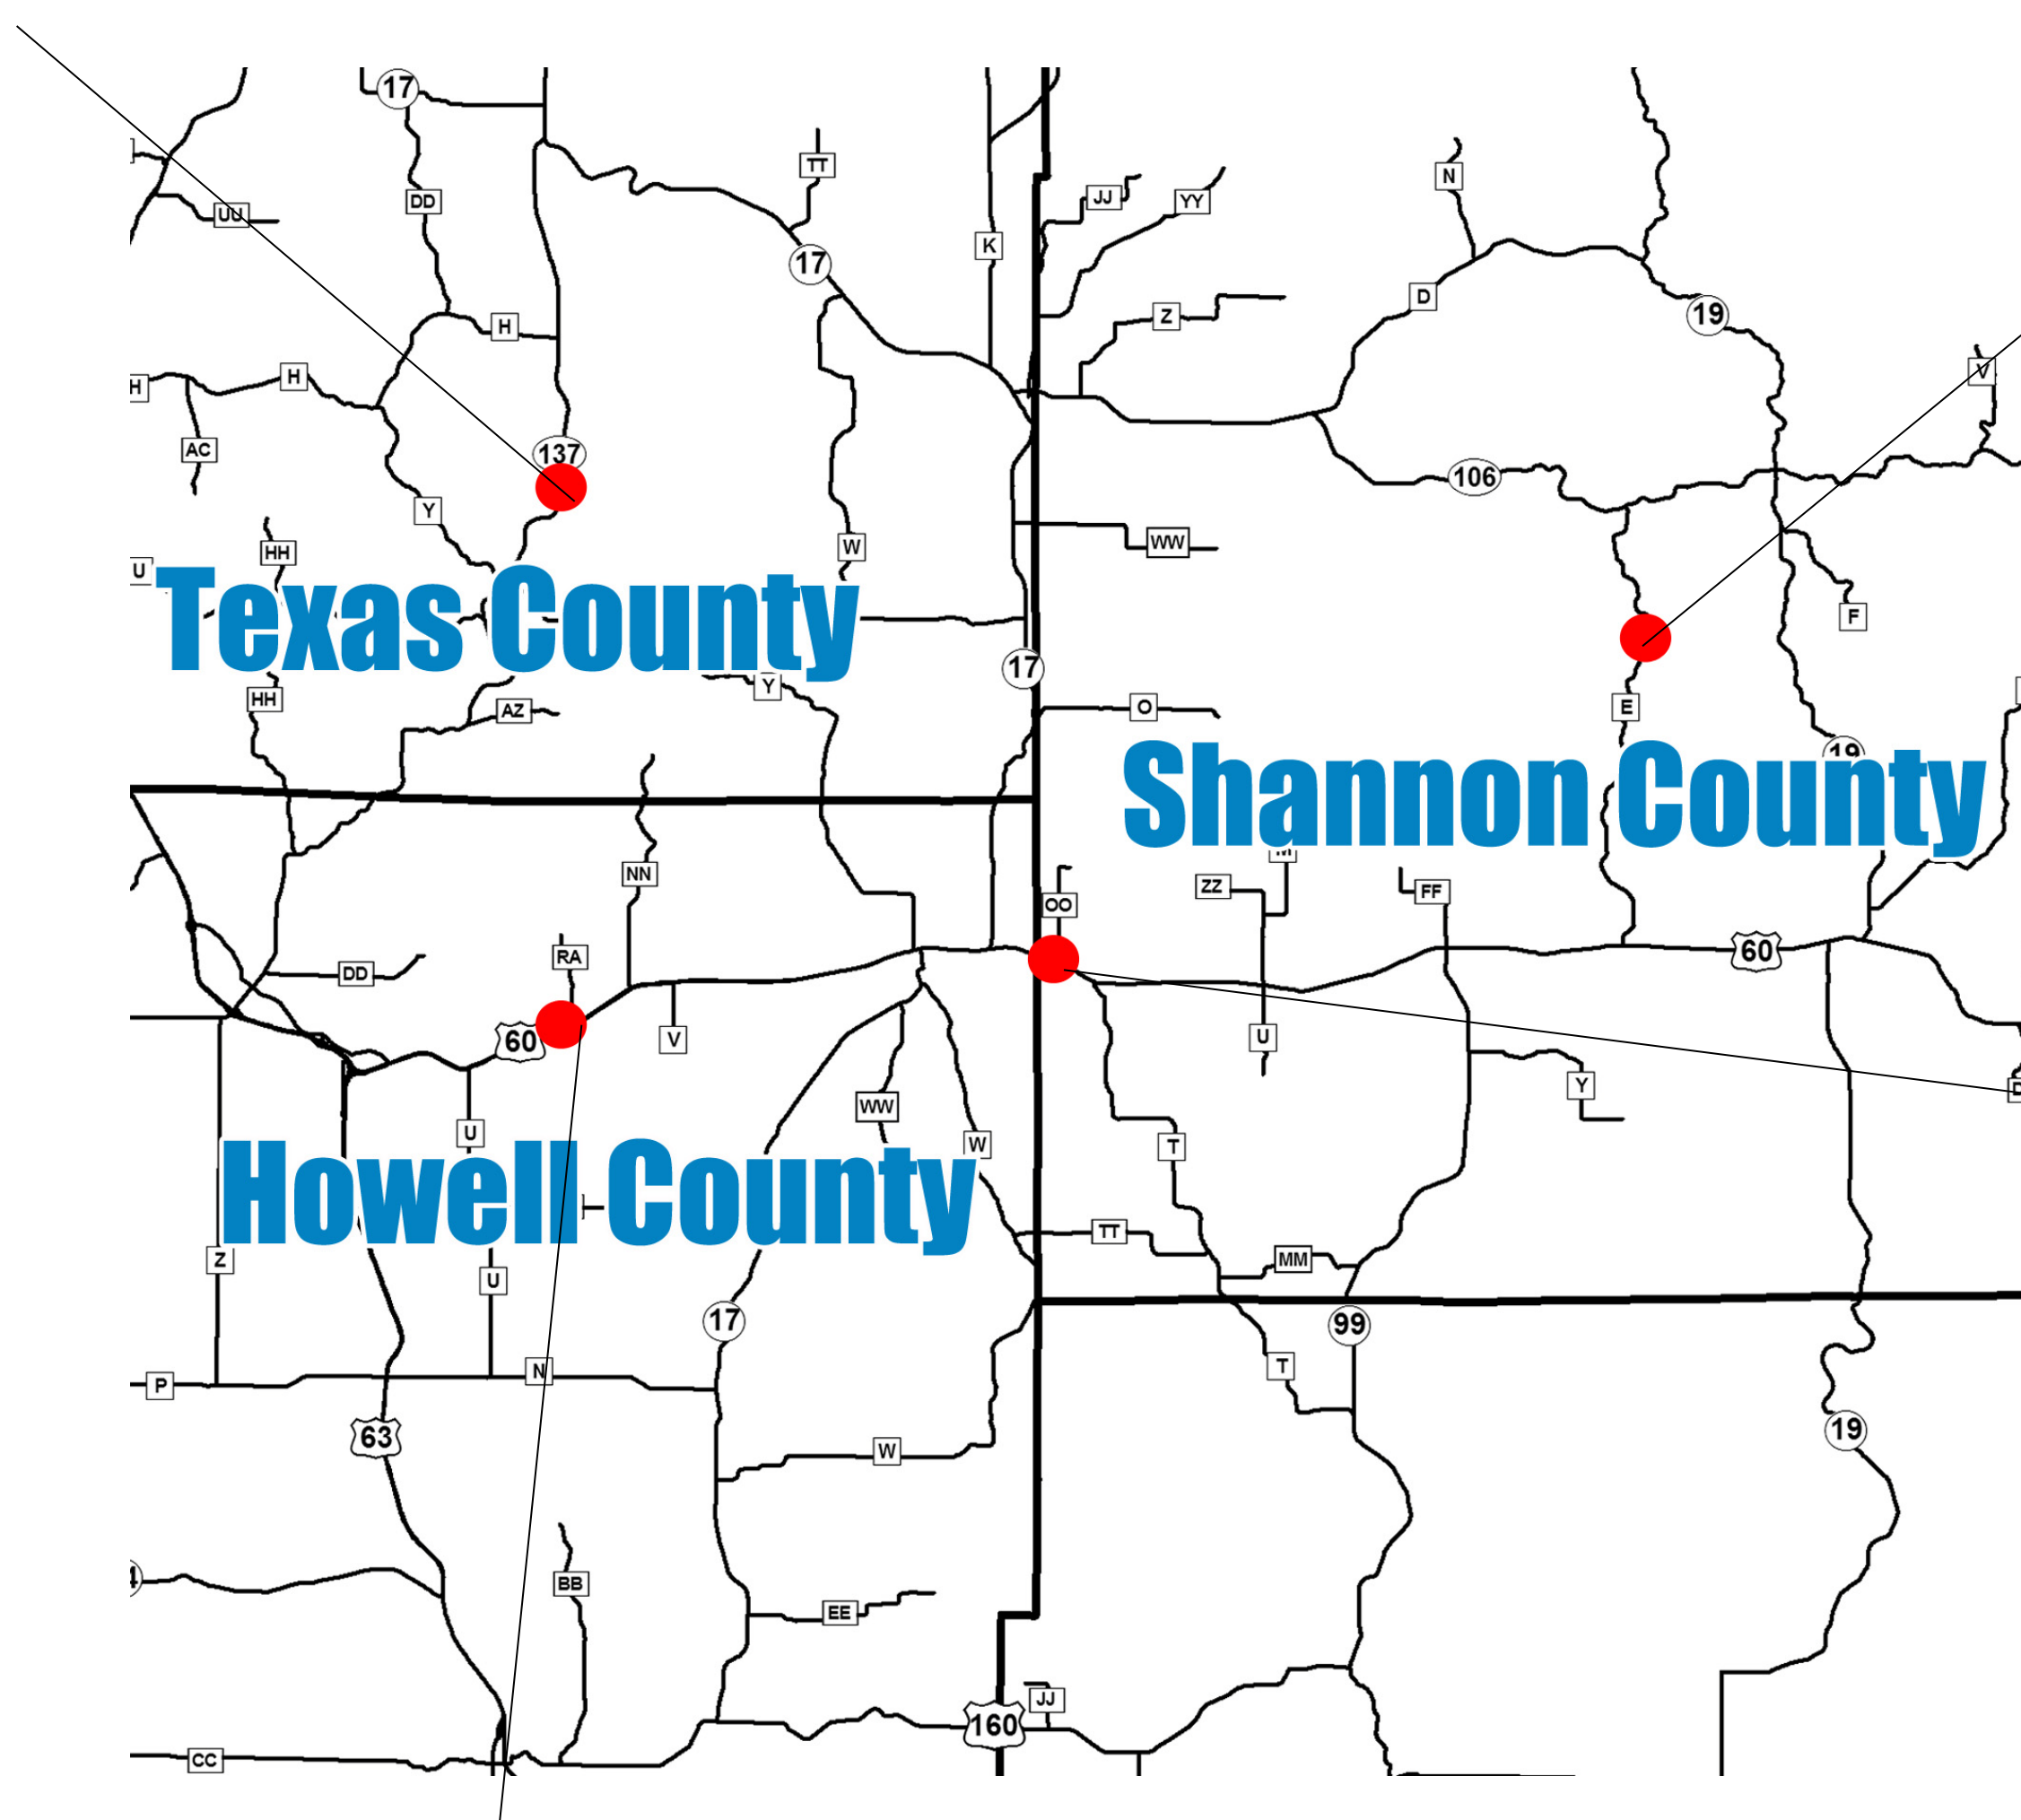 17
TT
N
DD
JJ
YY
UU
K
17
D
Z
19
H
H
H
V
AC
137
106
Y
HH
W
WW
U
F
Texas County
17
Y
HH
E
O
AZ
19
Shannon County
NN
ZZ
FF
OO
RA
60
DD
60
V
U
Y
WW
U
W
T
Howell County
TT
MM
Z
U
17
99
N
T
P
63
19
W
BB
EE
JJ
160
CC